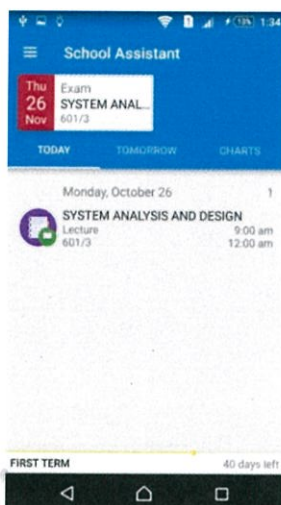 13% 1:34
School Assistant
Thu
26
Nov
Exam
SYSTEM ANAL...
601/3
TODAY TOMORROW CHARTS
Monday, October 26 1
SYSTEM ANALYSIS AND DESIGN
Lecture 9:00 am
601/3 12:00 am
FIRST TERM 40 days left